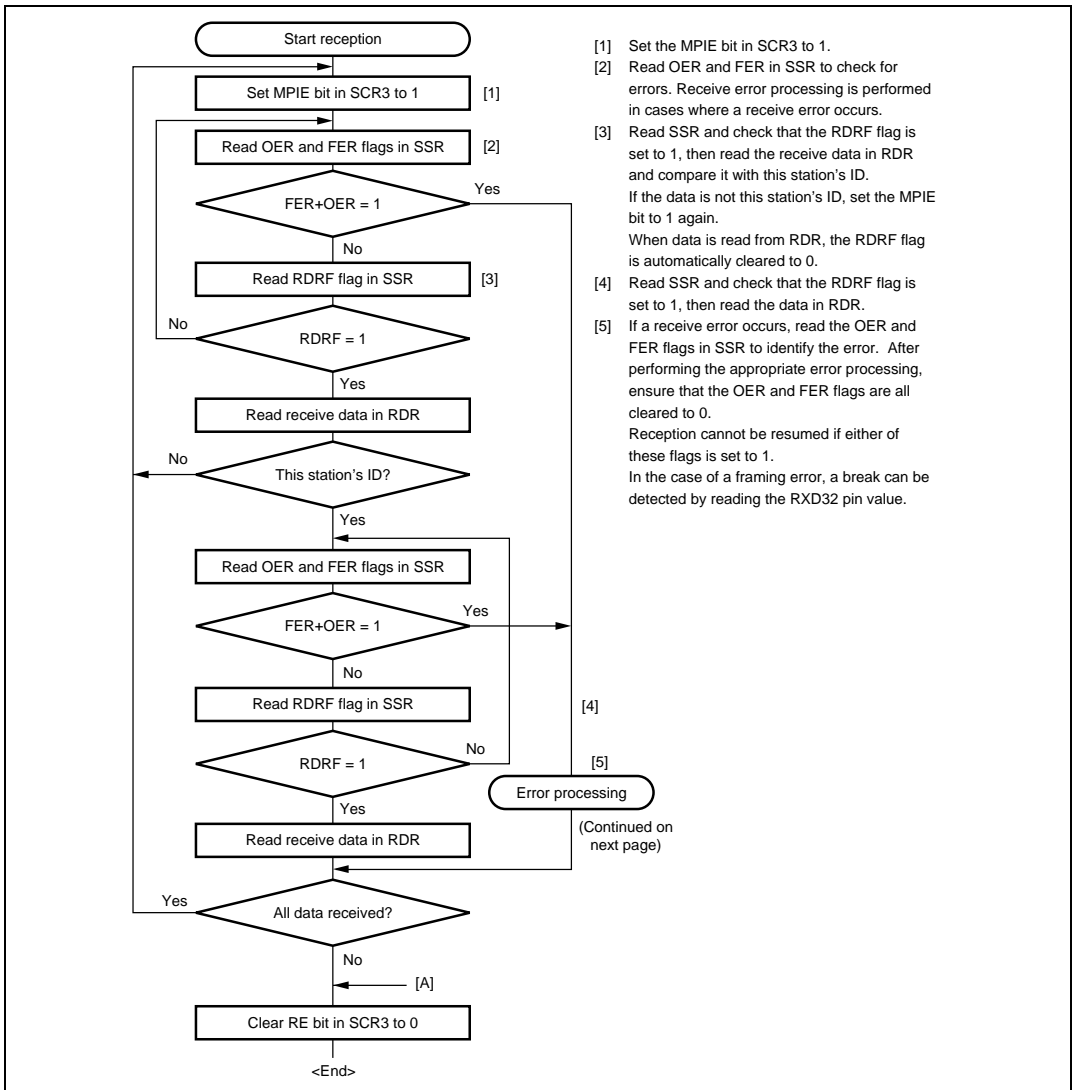 Start reception
Set MPIE bit in SCR3 to 1
[1]
Read OER and FER flags in SSR
[2]
Yes
FER+OER = 1
No
Read RDRF flag in SSR
[3]
No
RDRF = 1
Yes
Read receive data in RDR
No
This station's ID?
Yes
Read OER and FER flags in SSR
Yes
FER+OER = 1
No
Read RDRF flag in SSR
[4]
No
RDRF = 1
[5]
Error processing
Yes
(Continued on
next page)
Read receive data in RDR
Yes
All data received?
No
[A]
Clear RE bit in SCR3 to 0
<End>
[1] Set the MPIE bit in SCR3 to 1.
[2] Read OER and FER in SSR to check for
errors. Receive error processing is performed
in cases where a receive error occurs.
[3] Read SSR and check that the RDRF flag is
set to 1, then read the receive data in RDR
and compare it with this station's ID.
If the data is not this station's ID, set the MPIE
bit to 1 again.
When data is read from RDR, the RDRF flag
is automatically cleared to 0.
[4] Read SSR and check that the RDRF flag is
set to 1, then read the data in RDR.
[5] If a receive error occurs, read the OER and
FER flags in SSR to identify the error. After
performing the appropriate error processing,
ensure that the OER and FER flags are all
cleared to 0.
Reception cannot be resumed if either of
these flags is set to 1.
In the case of a framing error, a break can be
detected by reading the RXD32 pin value.